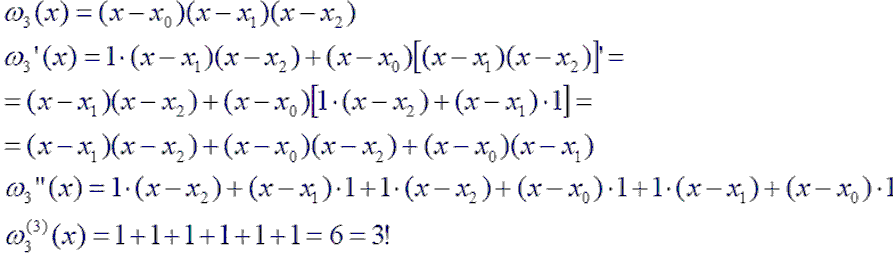 ω₃(x) = (x − x₀)(x − x₁)(x − x₂)
ω₃'(x) = 1·(x − x₁)(x − x₂) + (x − x₀)[(x − x₁)(x − x₂)]' =
= (x − x₁)(x − x₂) + (x − x₀)[1·(x − x₂) + (x − x₁)·1] =
= (x − x₁)(x − x₂) + (x − x₀)(x − x₂) + (x − x₀)(x − x₁)
ω₃"(x) = 1·(x − x₂) + (x − x₁)·1 + 1·(x − x₂) + (x − x₀)·1 + 1·(x − x₁) + (x − x₀)·1
ω₃⁽³⁾(x) = 1 + 1 + 1 + 1 + 1 + 1 = 6 = 3!